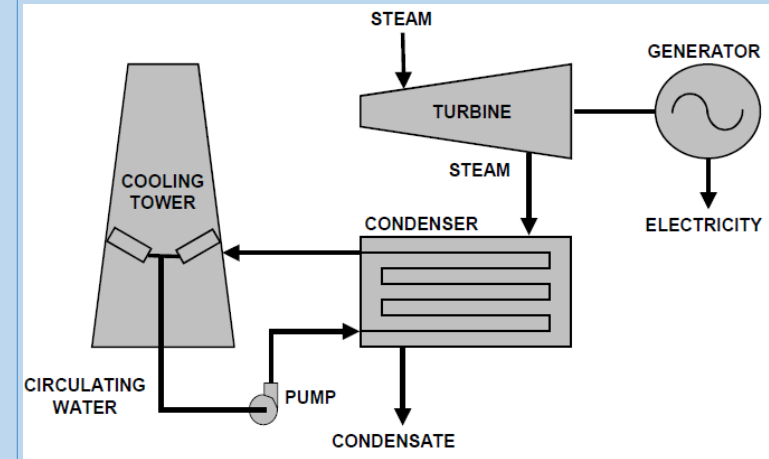 STEAM
GENERATOR
TURBINE
STEAM
COOLING
TOWER
CONDENSER
ELECTRICITY
CIRCULATING
WATER
PUMP
CONDENSATE